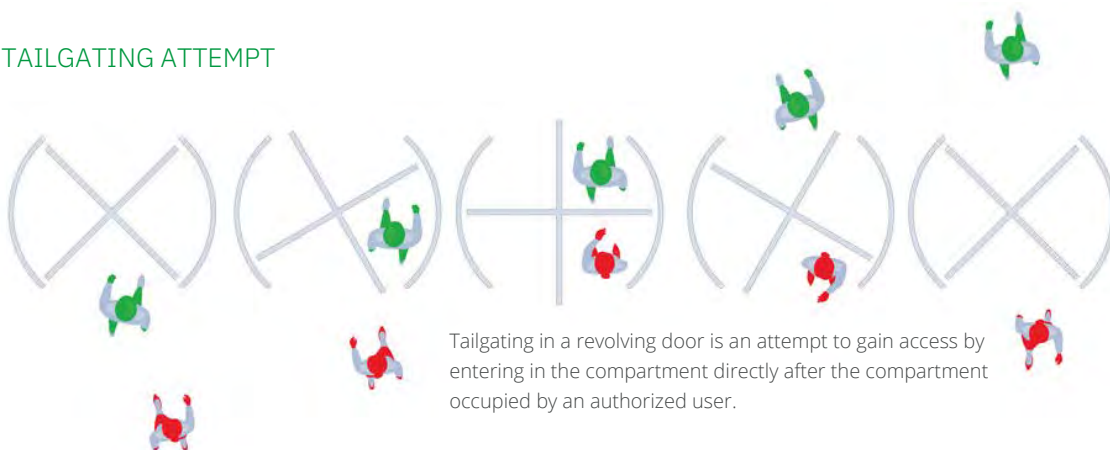 TAILGATING ATTEMPT
Tailgating in a revolving door is an attempt to gain access by
entering in the compartment directly after the compartment
occupied by an authorized user.